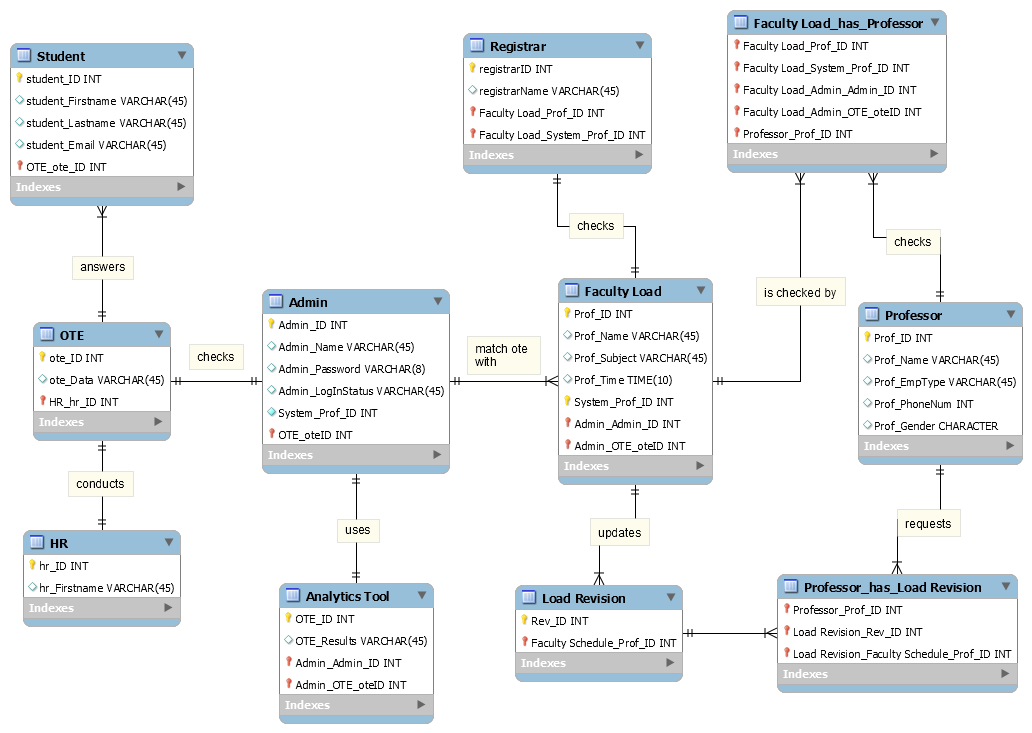 Student
student_ID INT
student_Firstname VARCHAR(45)
student_Lastname VARCHAR(45)
student_Email VARCHAR(45)
OTE_ote_ID INT
Indexes
answers
OTE
ote_ID INT
ote_Data VARCHAR(45)
HR_hr_ID INT
Indexes
conducts
HR
hr_ID INT
hr_Firstname VARCHAR(45)
Indexes
checks
Admin
Admin_ID INT
Admin_Name VARCHAR(45)
Admin_Password VARCHAR(8)
Admin_LogInStatus VARCHAR(45)
System_Prof_ID INT
OTE_oteID INT
Indexes
uses
Analytics Tool
OTE_ID INT
OTE_Results VARCHAR(45)
Admin_Admin_ID INT
Admin_OTE_oteID INT
Indexes
match ote
with
Registrar
registrarID INT
registrarName VARCHAR(45)
Faculty Load_Prof_ID INT
Faculty Load_System_Prof_ID INT
Indexes
checks
Faculty Load
Prof_ID INT
Prof_Name VARCHAR(45)
Prof_Subject VARCHAR(45)
Prof_Time TIME(10)
System_Prof_ID INT
Admin_Admin_ID INT
Admin_OTE_oteID INT
Indexes
updates
Load Revision
Rev_ID INT
Faculty Schedule_Prof_ID INT
Indexes
Faculty Load_has_Professor
Faculty Load_Prof_ID INT
Faculty Load_System_Prof_ID INT
Faculty Load_Admin_Admin_ID INT
Faculty Load_Admin_OTE_oteID INT
Professor_Prof_ID INT
Indexes
is checked by
checks
Professor
Prof_ID INT
Prof_Name VARCHAR(45)
Prof_EmpType VARCHAR(45)
Prof_PhoneNum INT
Prof_Gender CHARACTER
Indexes
requests
Professor_has_Load Revision
Professor_Prof_ID INT
Load Revision_Rev_ID INT
Load Revision_Faculty Schedule_Prof_ID INT
Indexes